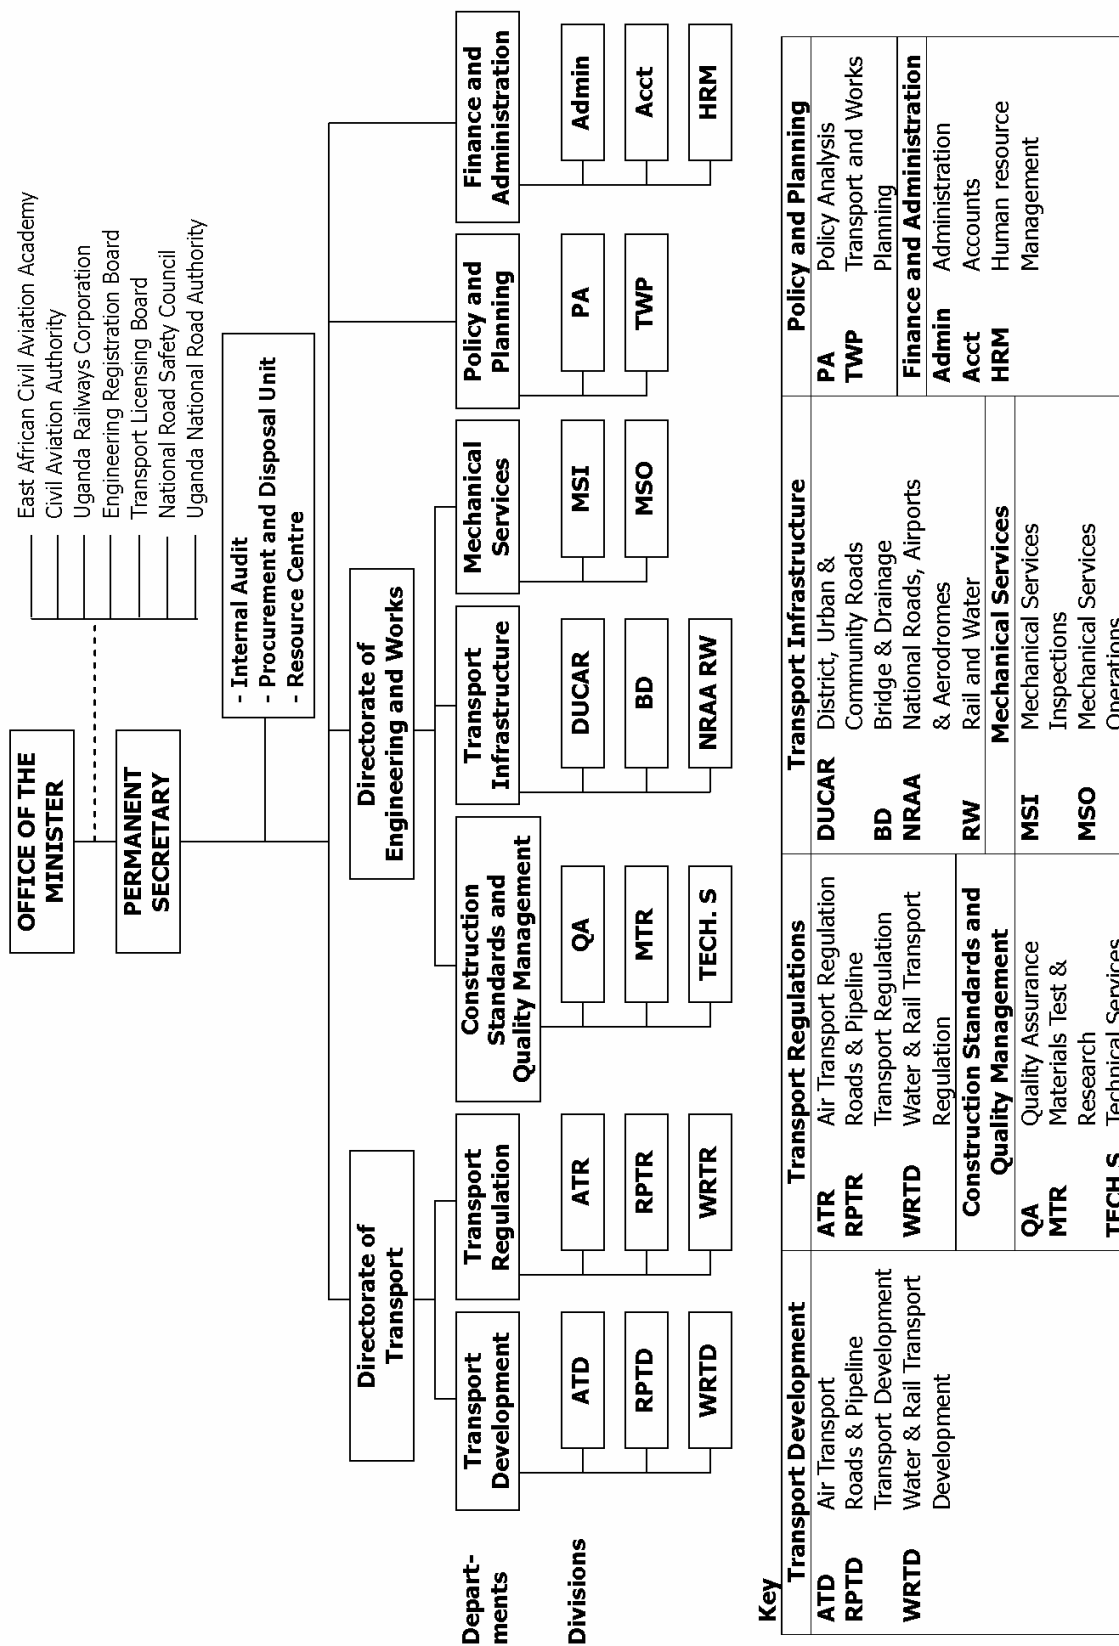 OFFICE OF THE
MINISTER
PERMANENT
SECRETARY
East African Civil Aviation Academy
Civil Aviation Authority
Uganda Railways Corporation
Engineering Registration Board
Transport Licensing Board
National Road Safety Council
Uganda National Road Authority
- Internal Audit
- Procurement and Disposal Unit
- Resource Centre
Directorate of
Transport
Directorate of
Engineering and Works
Depart-
ments
Transport
Development
Transport
Regulation
Construction
Standards and
Quality Management
Transport
Infrastructure
Mechanical
Services
Policy and
Planning
Finance and
Administration
Divisions
ATD
ATR
QA
DUCAR
MSI
PA
Admin
RPTD
RPTR
MTR
BD
MSO
TWP
Acct
WRTD
WRTR
TECH. S
NRAA RW
HRM
Key
Transport Development
ATD Air Transport
RPTD Roads & Pipeline
Transport Development
WRTD Water & Rail Transport
Development
Transport Regulations
ATR Air Transport Regulation
RPTR Roads & Pipeline
Transport Regulation
WRTD Water & Rail Transport
Regulation
Construction Standards and
Quality Management
QA Quality Assurance
MTR Materials Test &
Research
TECH.S Technical Services
Transport Infrastructure
DUCAR District, Urban &
Community Roads
BD Bridge & Drainage
NRAA National Roads, Airports
& Aerodromes
RW Rail and Water
Mechanical Services
MSI Mechanical Services
Inspections
MSO Mechanical Services
Operations
Policy and Planning
PA Policy Analysis
TWP Transport and Works
Planning
Finance and Administration
Admin Administration
Acct Accounts
HRM Human resource
Management